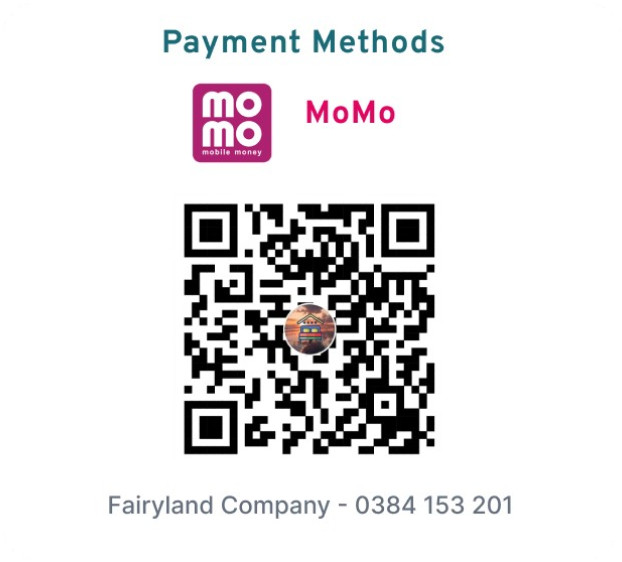 Payment Methods
mo
mo
mobile money
MoMo
Fairyland Company - 0384 153 201